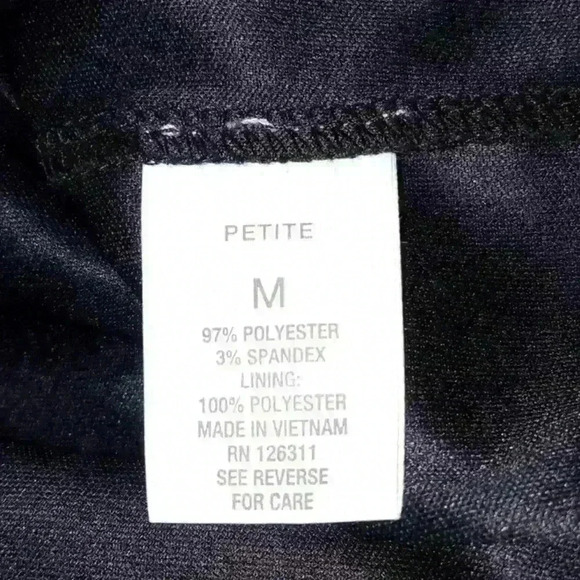 PETITE
M
97% POLYESTER
3% SPANDEX
LINING:
100% POLYESTER
MADE IN VIETNAM
RN 126311
SEE REVERSE
FOR CARE